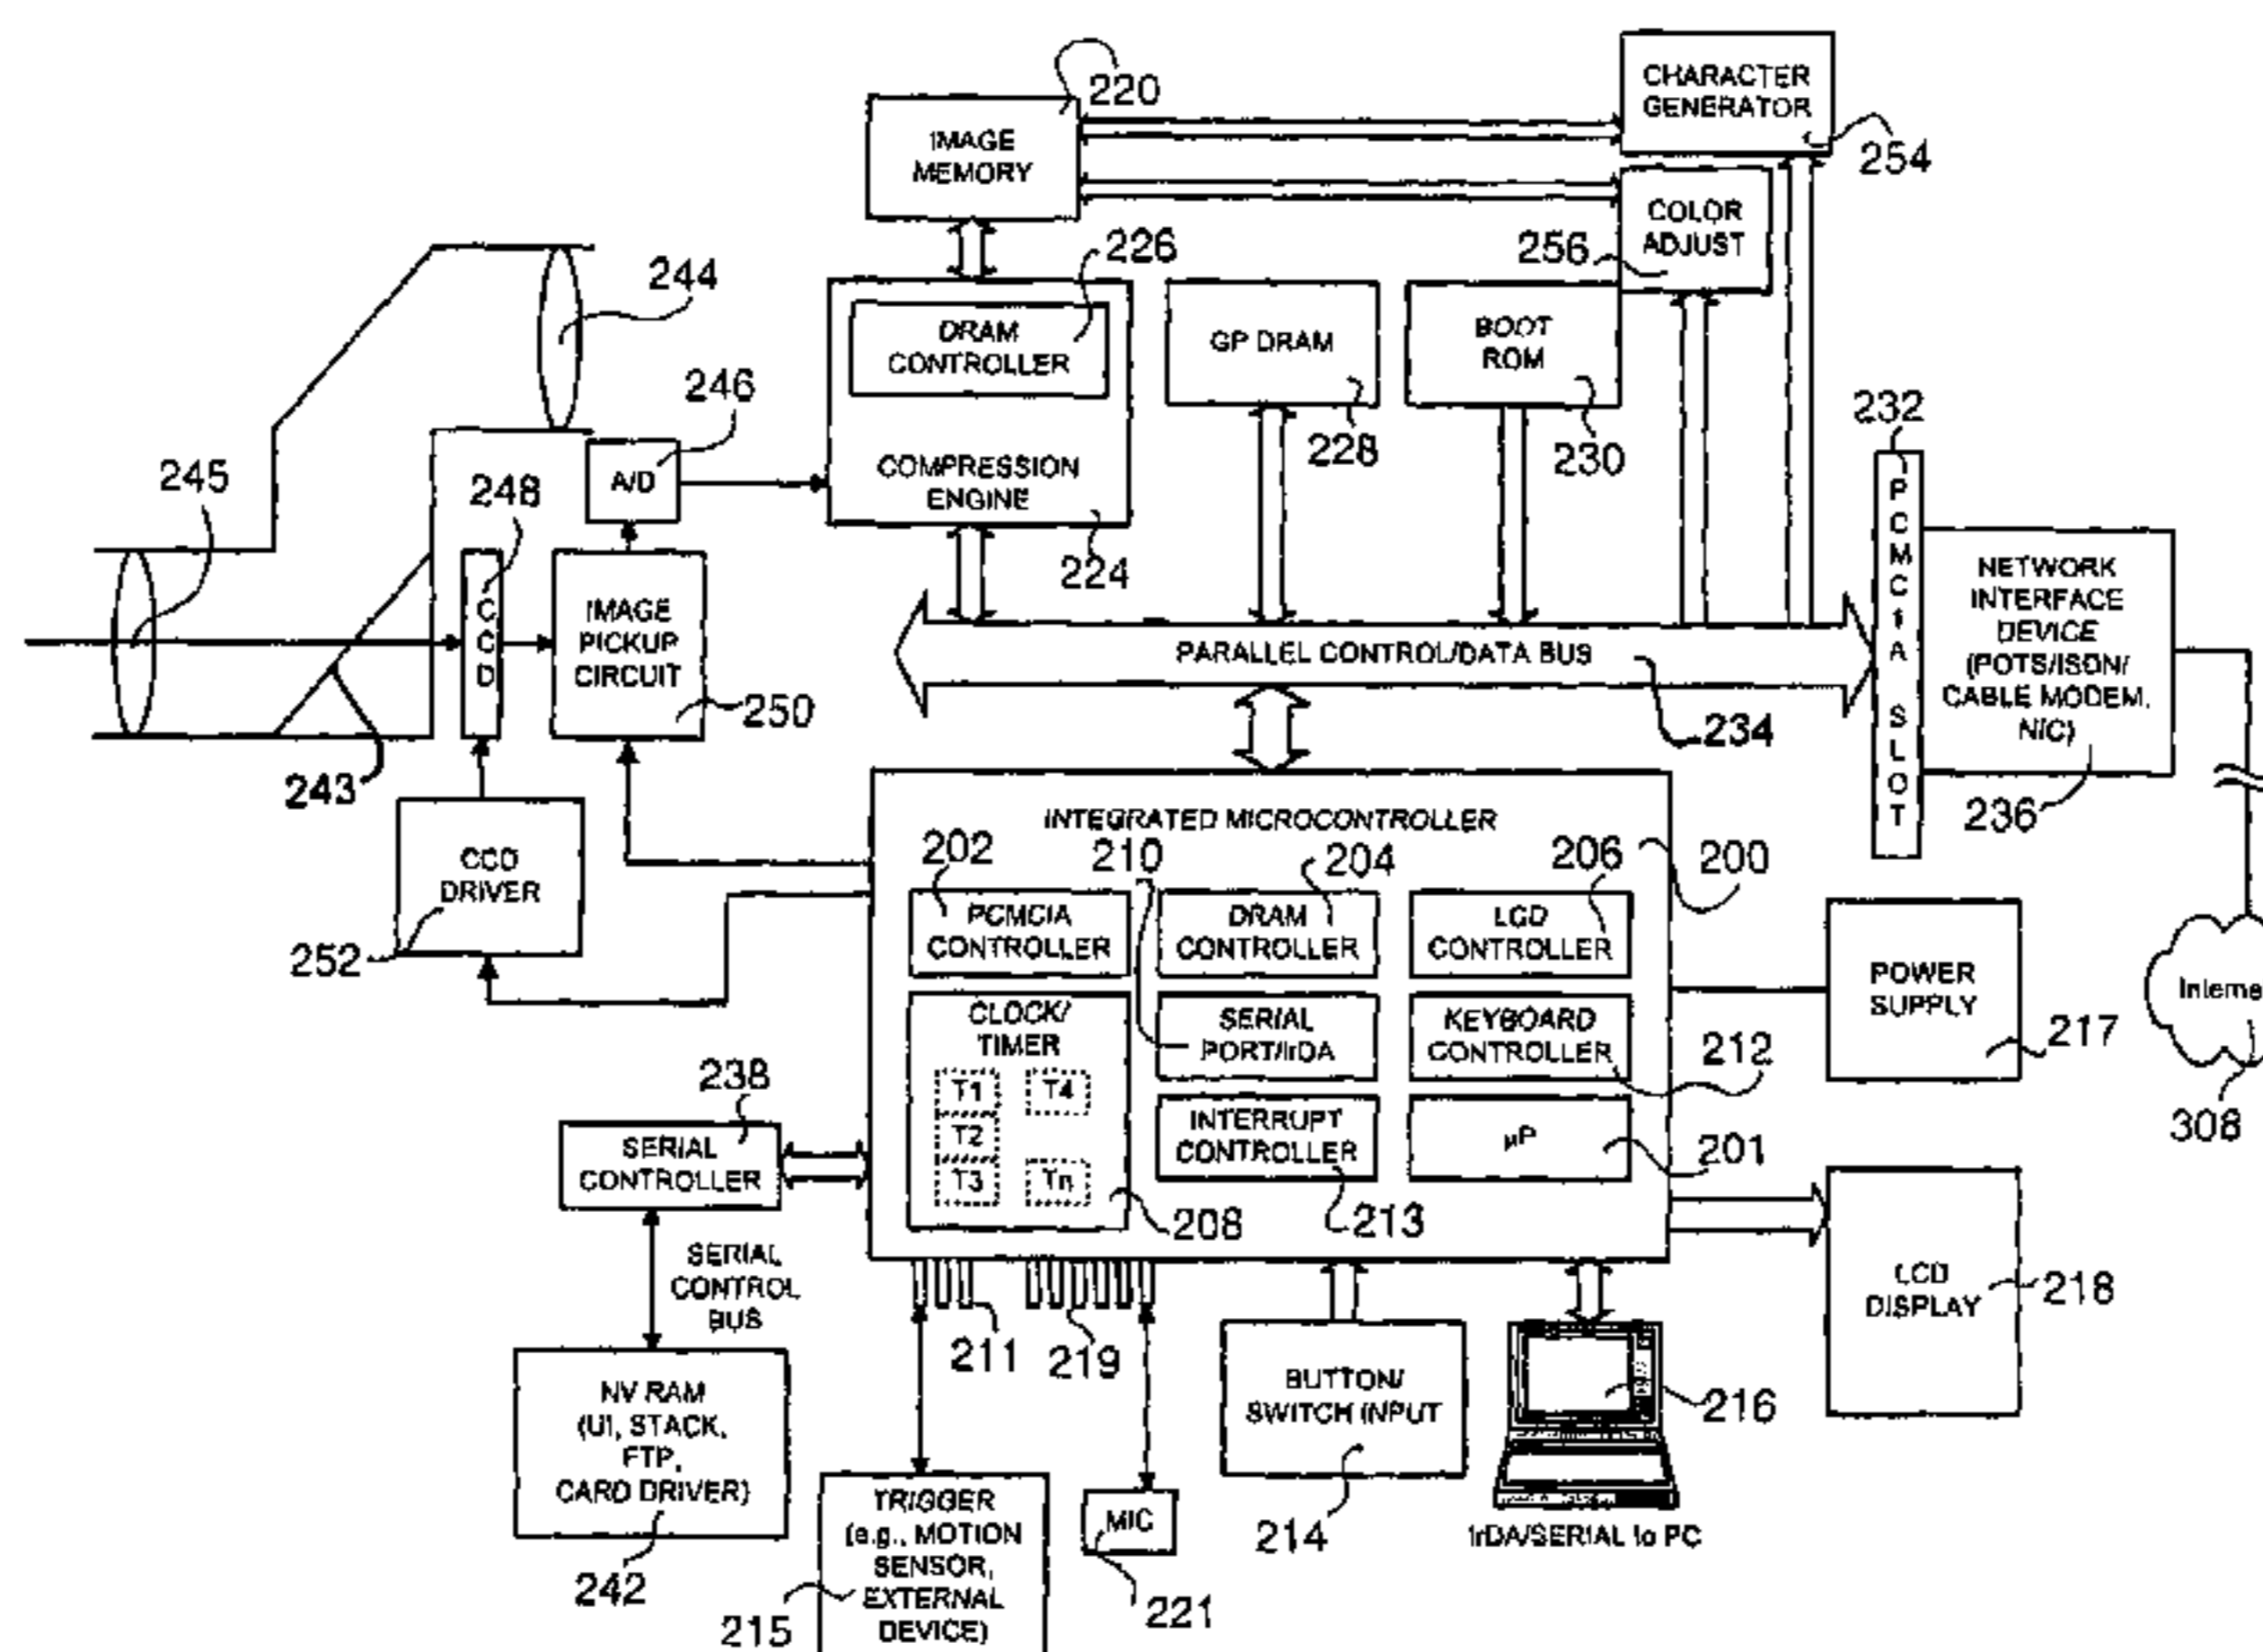 220
CHARACTER
GENERATOR
254
IMAGE
MEMORY
COLOR
ADJUST
256
244
226
DRAM
CONTROLLER
GP DRAM
228
BOOT
ROM
230
246
A/D
COMPRESSION
ENGINE
224
232
PCMCIA SLOT
245
248
CCD
IMAGE
PICKUP
CIRCUIT
250
243
PARALLEL CONTROL/DATA BUS
234
NETWORK
INTERFACE
DEVICE
(POTS/ISDN/
CABLE MODEM,
NIC)
236
CCD
DRIVER
252
INTEGRATED MICROCONTROLLER
200
202
PCMCIA
CONTROLLER
210
204
DRAM
CONTROLLER
206
LCD
CONTROLLER
CLOCK/
TIMER
T1
T4
T2
T3
Tn
208
SERIAL
PORT/IrDA
KEYBOARD
CONTROLLER
212
INTERRUPT
CONTROLLER
213
µP
201
POWER
SUPPLY
217
Interne
308
238
SERIAL
CONTROLLER
SERIAL
CONTROL
BUS
211
219
LCD
DISPLAY
218
NV RAM
(UI, STACK,
FTP,
CARD DRIVER)
242
TRIGGER
(e.g., MOTION
SENSOR,
EXTERNAL
DEVICE)
215
MIC
221
BUTTON/
SWITCH INPUT
214
216
IrDA/SERIAL to PC